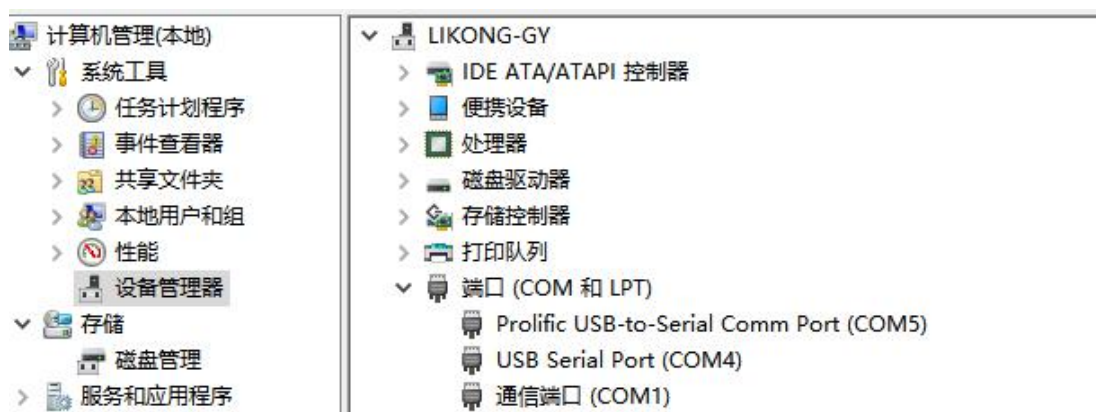 计算机管理(本地)
系统工具
任务计划程序
事件查看器
共享文件夹
本地用户和组
性能
设备管理器
存储
磁盘管理
服务和应用程序
LIKONG-GY
IDE ATA/ATAPI 控制器
便携设备
处理器
磁盘驱动器
存储控制器
打印队列
端口 (COM 和 LPT)
Prolific USB-to-Serial Comm Port (COM5)
USB Serial Port (COM4)
通信端口 (COM1)